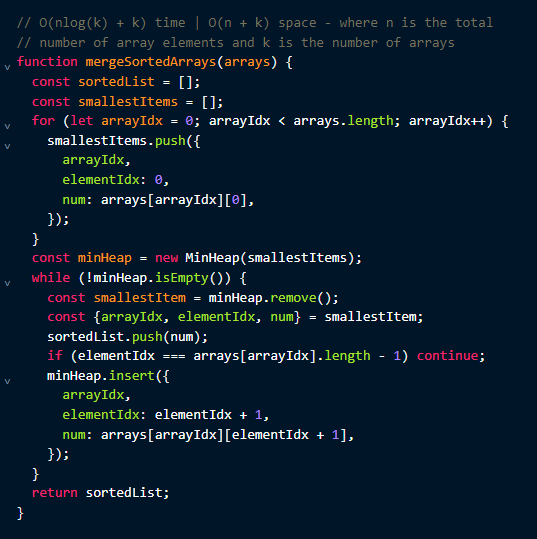 // O(nlog(k) + k) time | O(n + k) space - where n is the total
// number of array elements and k is the number of arrays
function mergeSortedArrays(arrays) {
  const sortedList = [];
  const smallestItems = [];
  for (let arrayIdx = 0; arrayIdx < arrays.length; arrayIdx++) {
    smallestItems.push({
      arrayIdx,
      elementIdx: 0,
      num: arrays[arrayIdx][0],
    });
  }
  const minHeap = new MinHeap(smallestItems);
  while (!minHeap.isEmpty()) {
    const smallestItem = minHeap.remove();
    const {arrayIdx, elementIdx, num} = smallestItem;
    sortedList.push(num);
    if (elementIdx === arrays[arrayIdx].length - 1) continue;
    minHeap.insert({
      arrayIdx,
      elementIdx: elementIdx + 1,
      num: arrays[arrayIdx][elementIdx + 1],
    });
  }
  return sortedList;
}